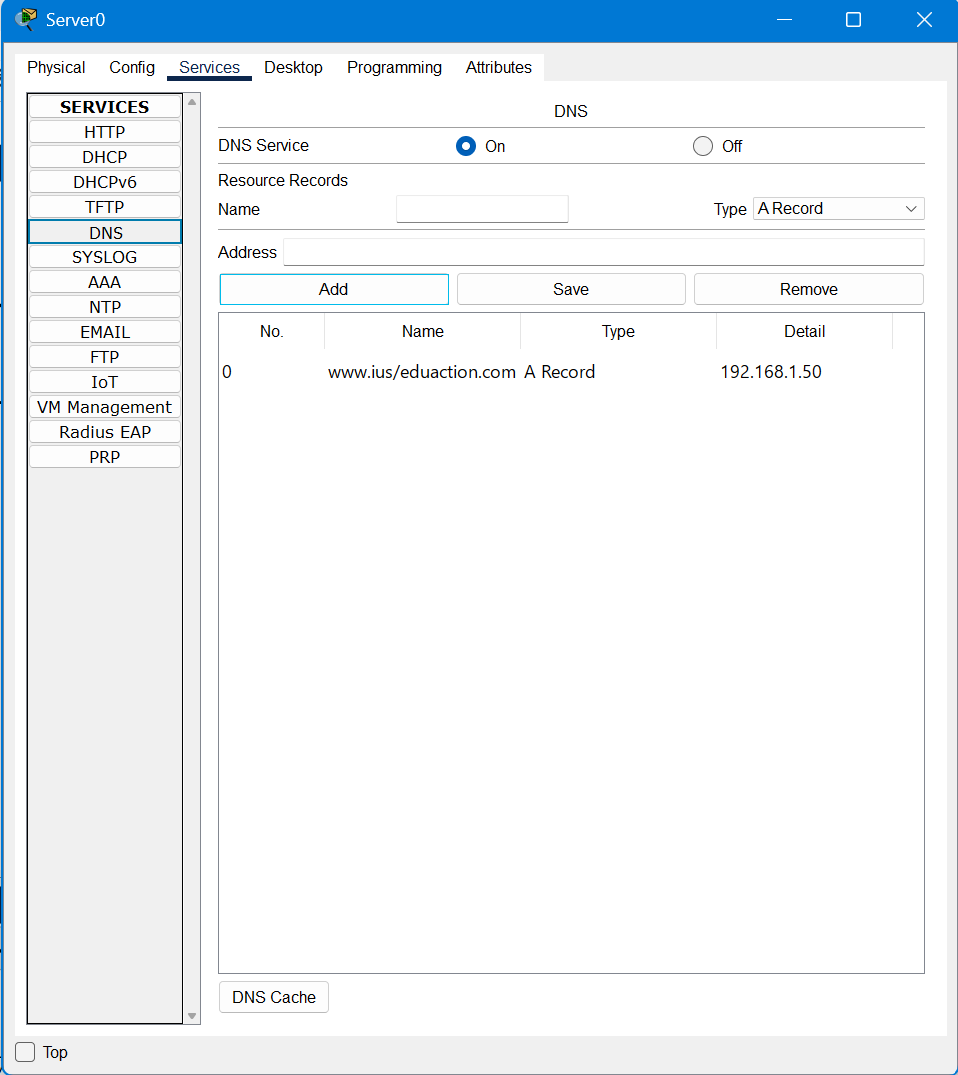 Server0
Physical Config Services Desktop Programming Attributes
SERVICES
HTTP
DHCP
DHCPv6
TFTP
DNS
SYSLOG
AAA
NTP
EMAIL
FTP
IoT
VM Management
Radius EAP
PRP
DNS
DNS Service On Off
Resource Records
Name Type A Record
Address
Add Save Remove
No. Name Type Detail
0 www.ius/eduaction.com A Record 192.168.1.50
DNS Cache
Top